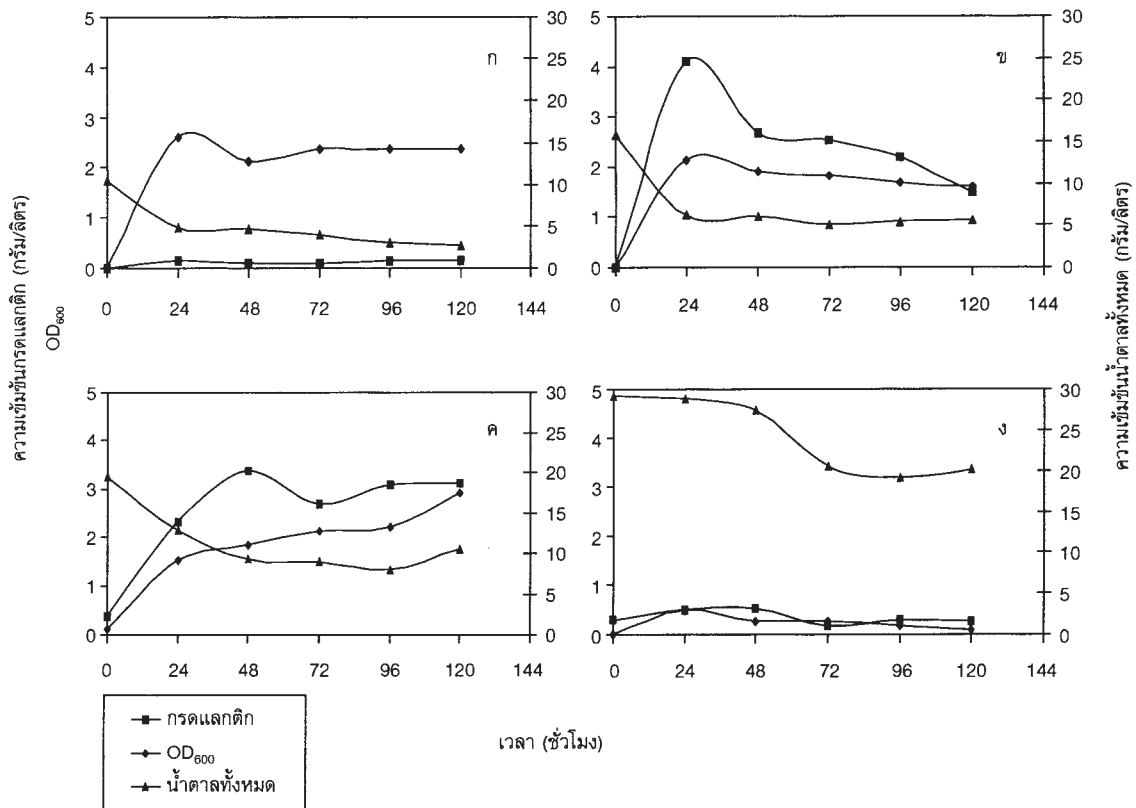 ความเข้มข้นกรดแลกติก (กรัม/ลิตร)
OD600
5 4 3 2 1 0
30 25 20 15 10 5 0
ก
0 24 48 72 96 120 144
5 4 3 2 1 0
30 25 20 15 10 5 0
ข
0 24 48 72 96 120 144
ความเข้มข้นน้ำตาลทั้งหมด (กรัม/ลิตร)
5 4 3 2 1 0
30 25 20 15 10 5 0
ค
0 24 48 72 96 120 144
5 4 3 2 1 0
30 25 20 15 10 5 0
ง
0 24 48 72 96 120 144
กรดแลกติก
OD600
น้ำตาลทั้งหมด
เวลา (ชั่วโมง)